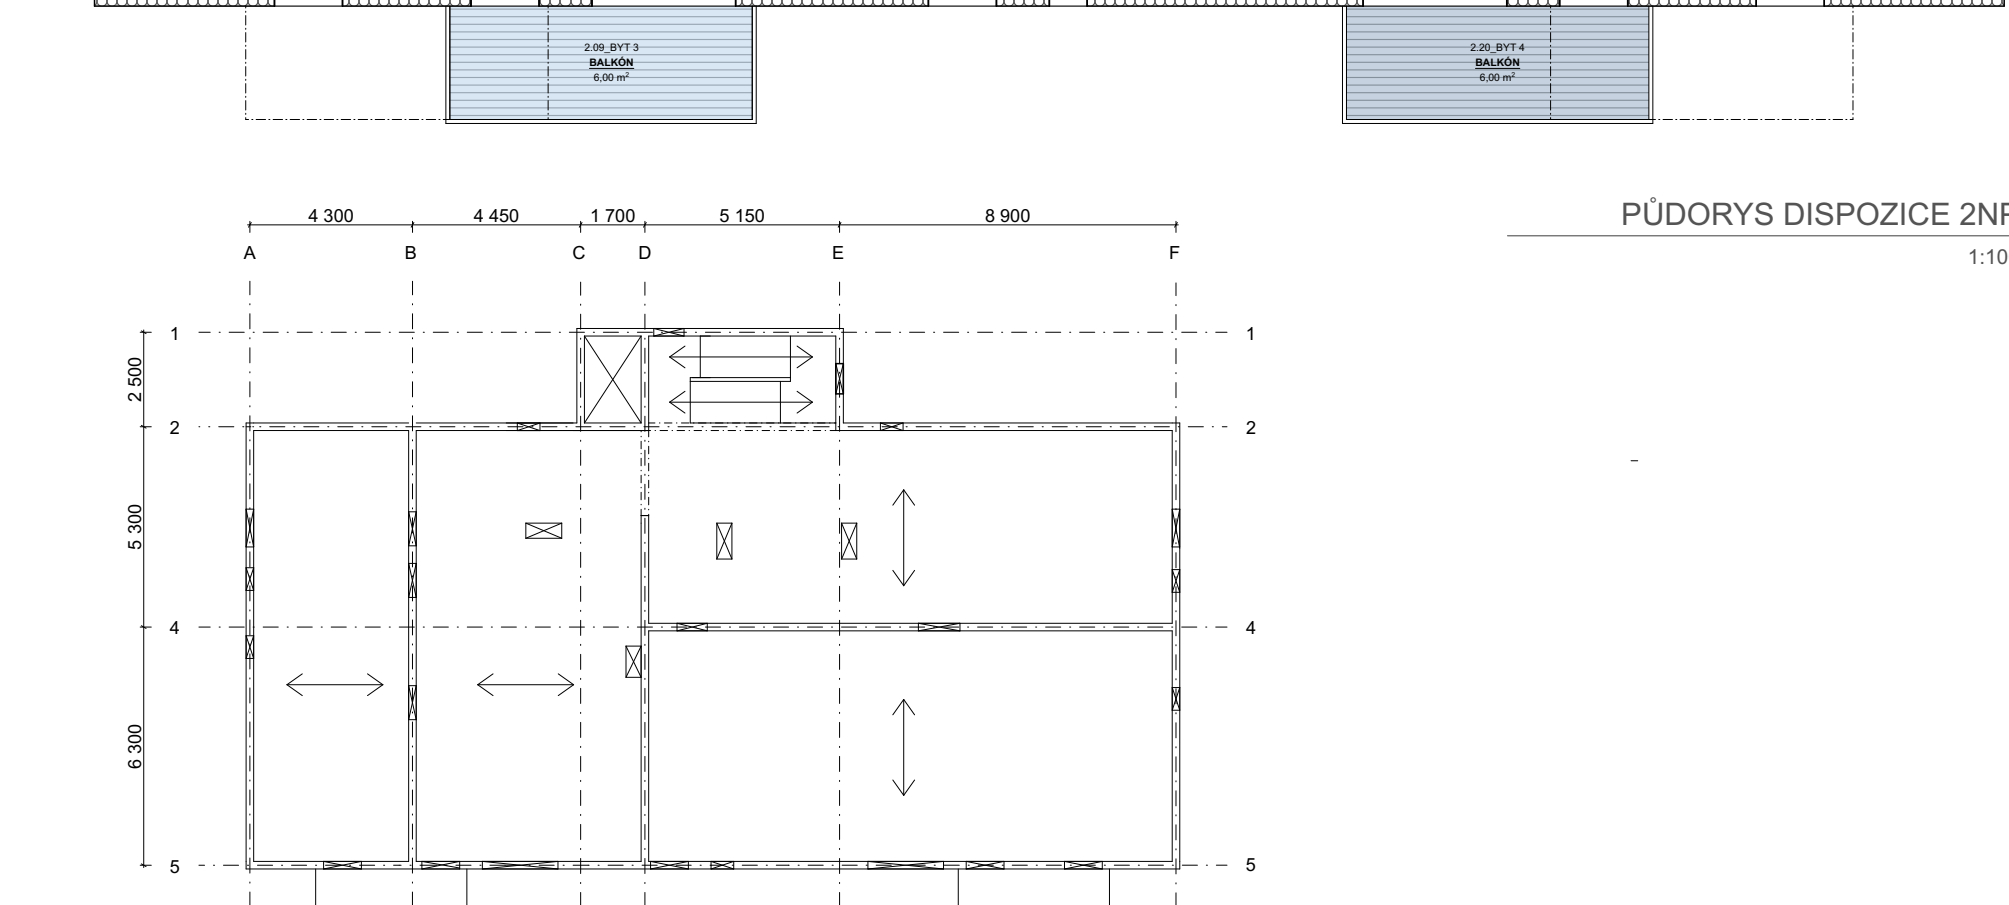 2.09_BYT 3
BALKÓN
6,00 m²
2.20_BYT 4
BALKÓN
6,00 m²
PŮDORYS DISPOZICE 2NP
1:10
4 300
4 450
1 700
5 150
8 900
A
B
C
D
E
F
1
1
2 500
2
2
5 300
4
4
6 300
5
5